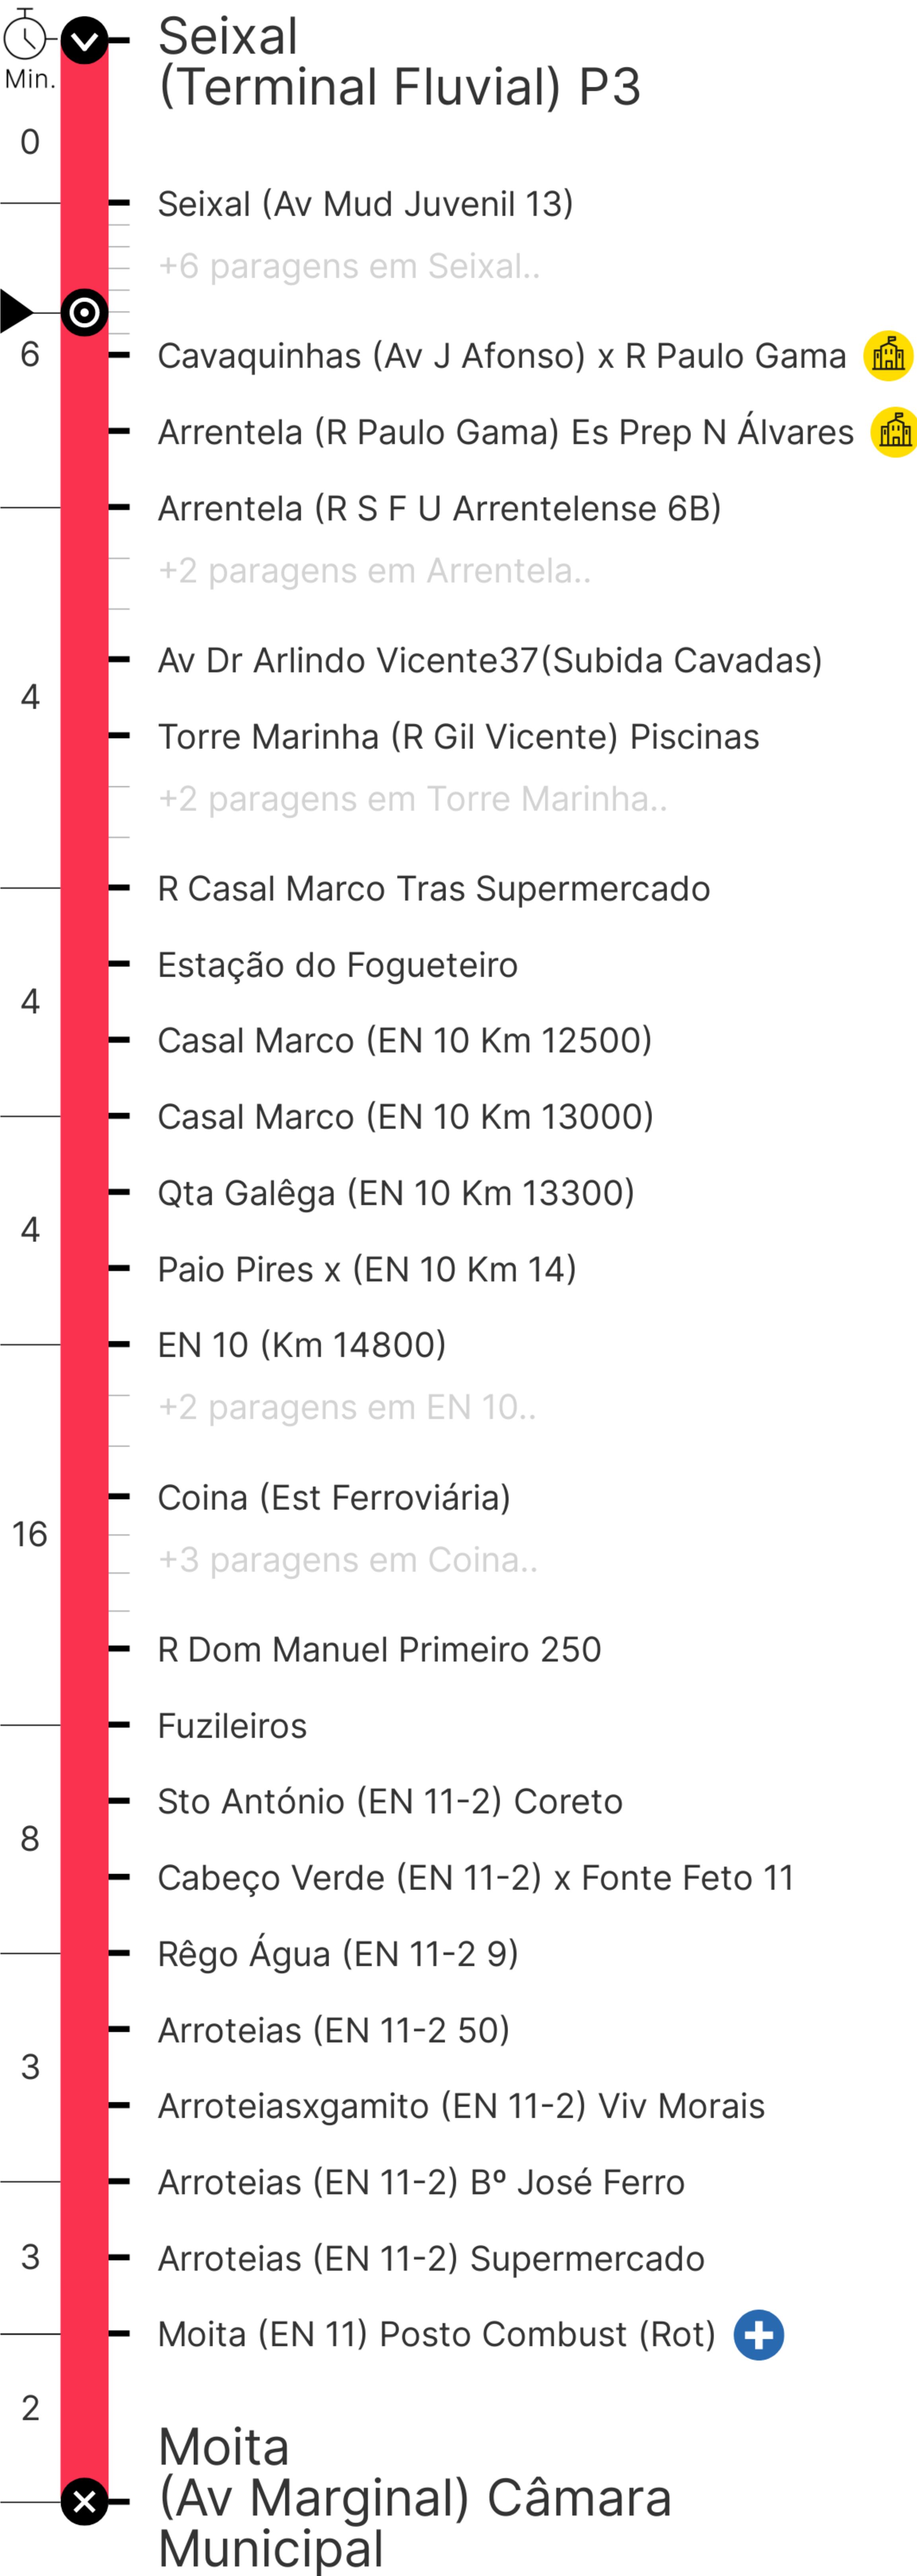 Seixal
(Terminal Fluvial) P3
Min.
0
Seixal (Av Mud Juvenil 13)
+6 paragens em Seixal..
6
Cavaquinhas (Av J Afonso) x R Paulo Gama
Arrentela (R Paulo Gama) Es Prep N Álvares
Arrentela (R S F U Arrentelense 6B)
+2 paragens em Arrentela..
Av Dr Arlindo Vicente37(Subida Cavadas)
4
Torre Marinha (R Gil Vicente) Piscinas
+2 paragens em Torre Marinha..
R Casal Marco Tras Supermercado
Estação do Fogueteiro
4
Casal Marco (EN 10 Km 12500)
Casal Marco (EN 10 Km 13000)
Qta Galêga (EN 10 Km 13300)
4
Paio Pires x (EN 10 Km 14)
EN 10 (Km 14800)
+2 paragens em EN 10..
Coina (Est Ferroviária)
16
+3 paragens em Coina..
R Dom Manuel Primeiro 250
Fuzileiros
Sto António (EN 11-2) Coreto
8
Cabeço Verde (EN 11-2) x Fonte Feto 11
Rêgo Água (EN 11-2 9)
Arroteias (EN 11-2 50)
3
Arroteiasxgamito (EN 11-2) Viv Morais
Arroteias (EN 11-2) Bº José Ferro
3
Arroteias (EN 11-2) Supermercado
Moita (EN 11) Posto Combust (Rot)
2
Moita
(Av Marginal) Câmara
Municipal